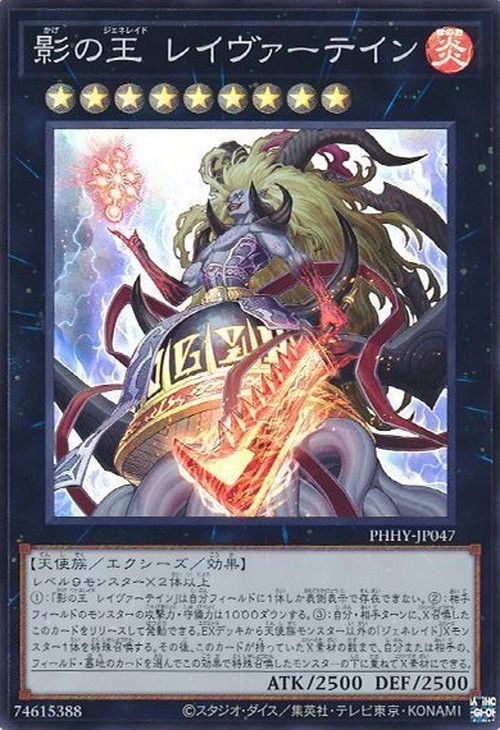 影の王 レイヴァーテイン
かげ ジェネレイド
炎
PHHY-JP047
【天使族/エクシーズ/効果】
レベル9モンスター×2体以上
①:「影の王 レイヴァーテイン」は自分フィールドに1体しか表側表示で存在できない。②:相手
フィールドのモンスターの攻撃力・守備力は1000ダウンする。③:自分・相手ターンに、X召喚した
このカードをリリースして発動できる。EXデッキから天使族モンスター以外の「ジェネレイド」Xモン
スター1体を特殊召喚する。その後、このカードが持っていたX素材の数まで、自分または相手の、
フィールド・墓地のカードを選んでこの効果で特殊召喚したモンスターの下に重ねてX素材にできる。
ATK/2500 DEF/2500
74615388
©スタジオ・ダイス/集英社・テレビ東京・KONAMI